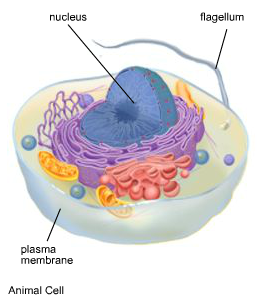 nucleus
flagellum
plasma
membrane
Animal Cell